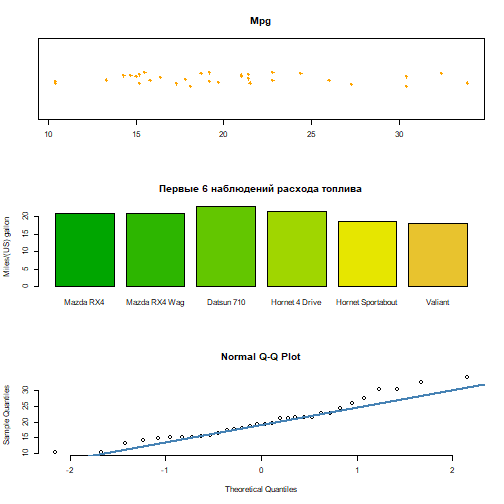 Mpg
10 15 20 25 30
Первые 6 наблюдений расхода топлива
Miles/(US) gallon
0 5 10 15 20
Mazda RX4 Mazda RX4 Wag Datsun 710 Hornet 4 Drive Hornet Sportabout Valiant
Normal Q-Q Plot
Sample Quantiles
10 15 20 25 30
-2 -1 0 1 2
Theoretical Quantiles